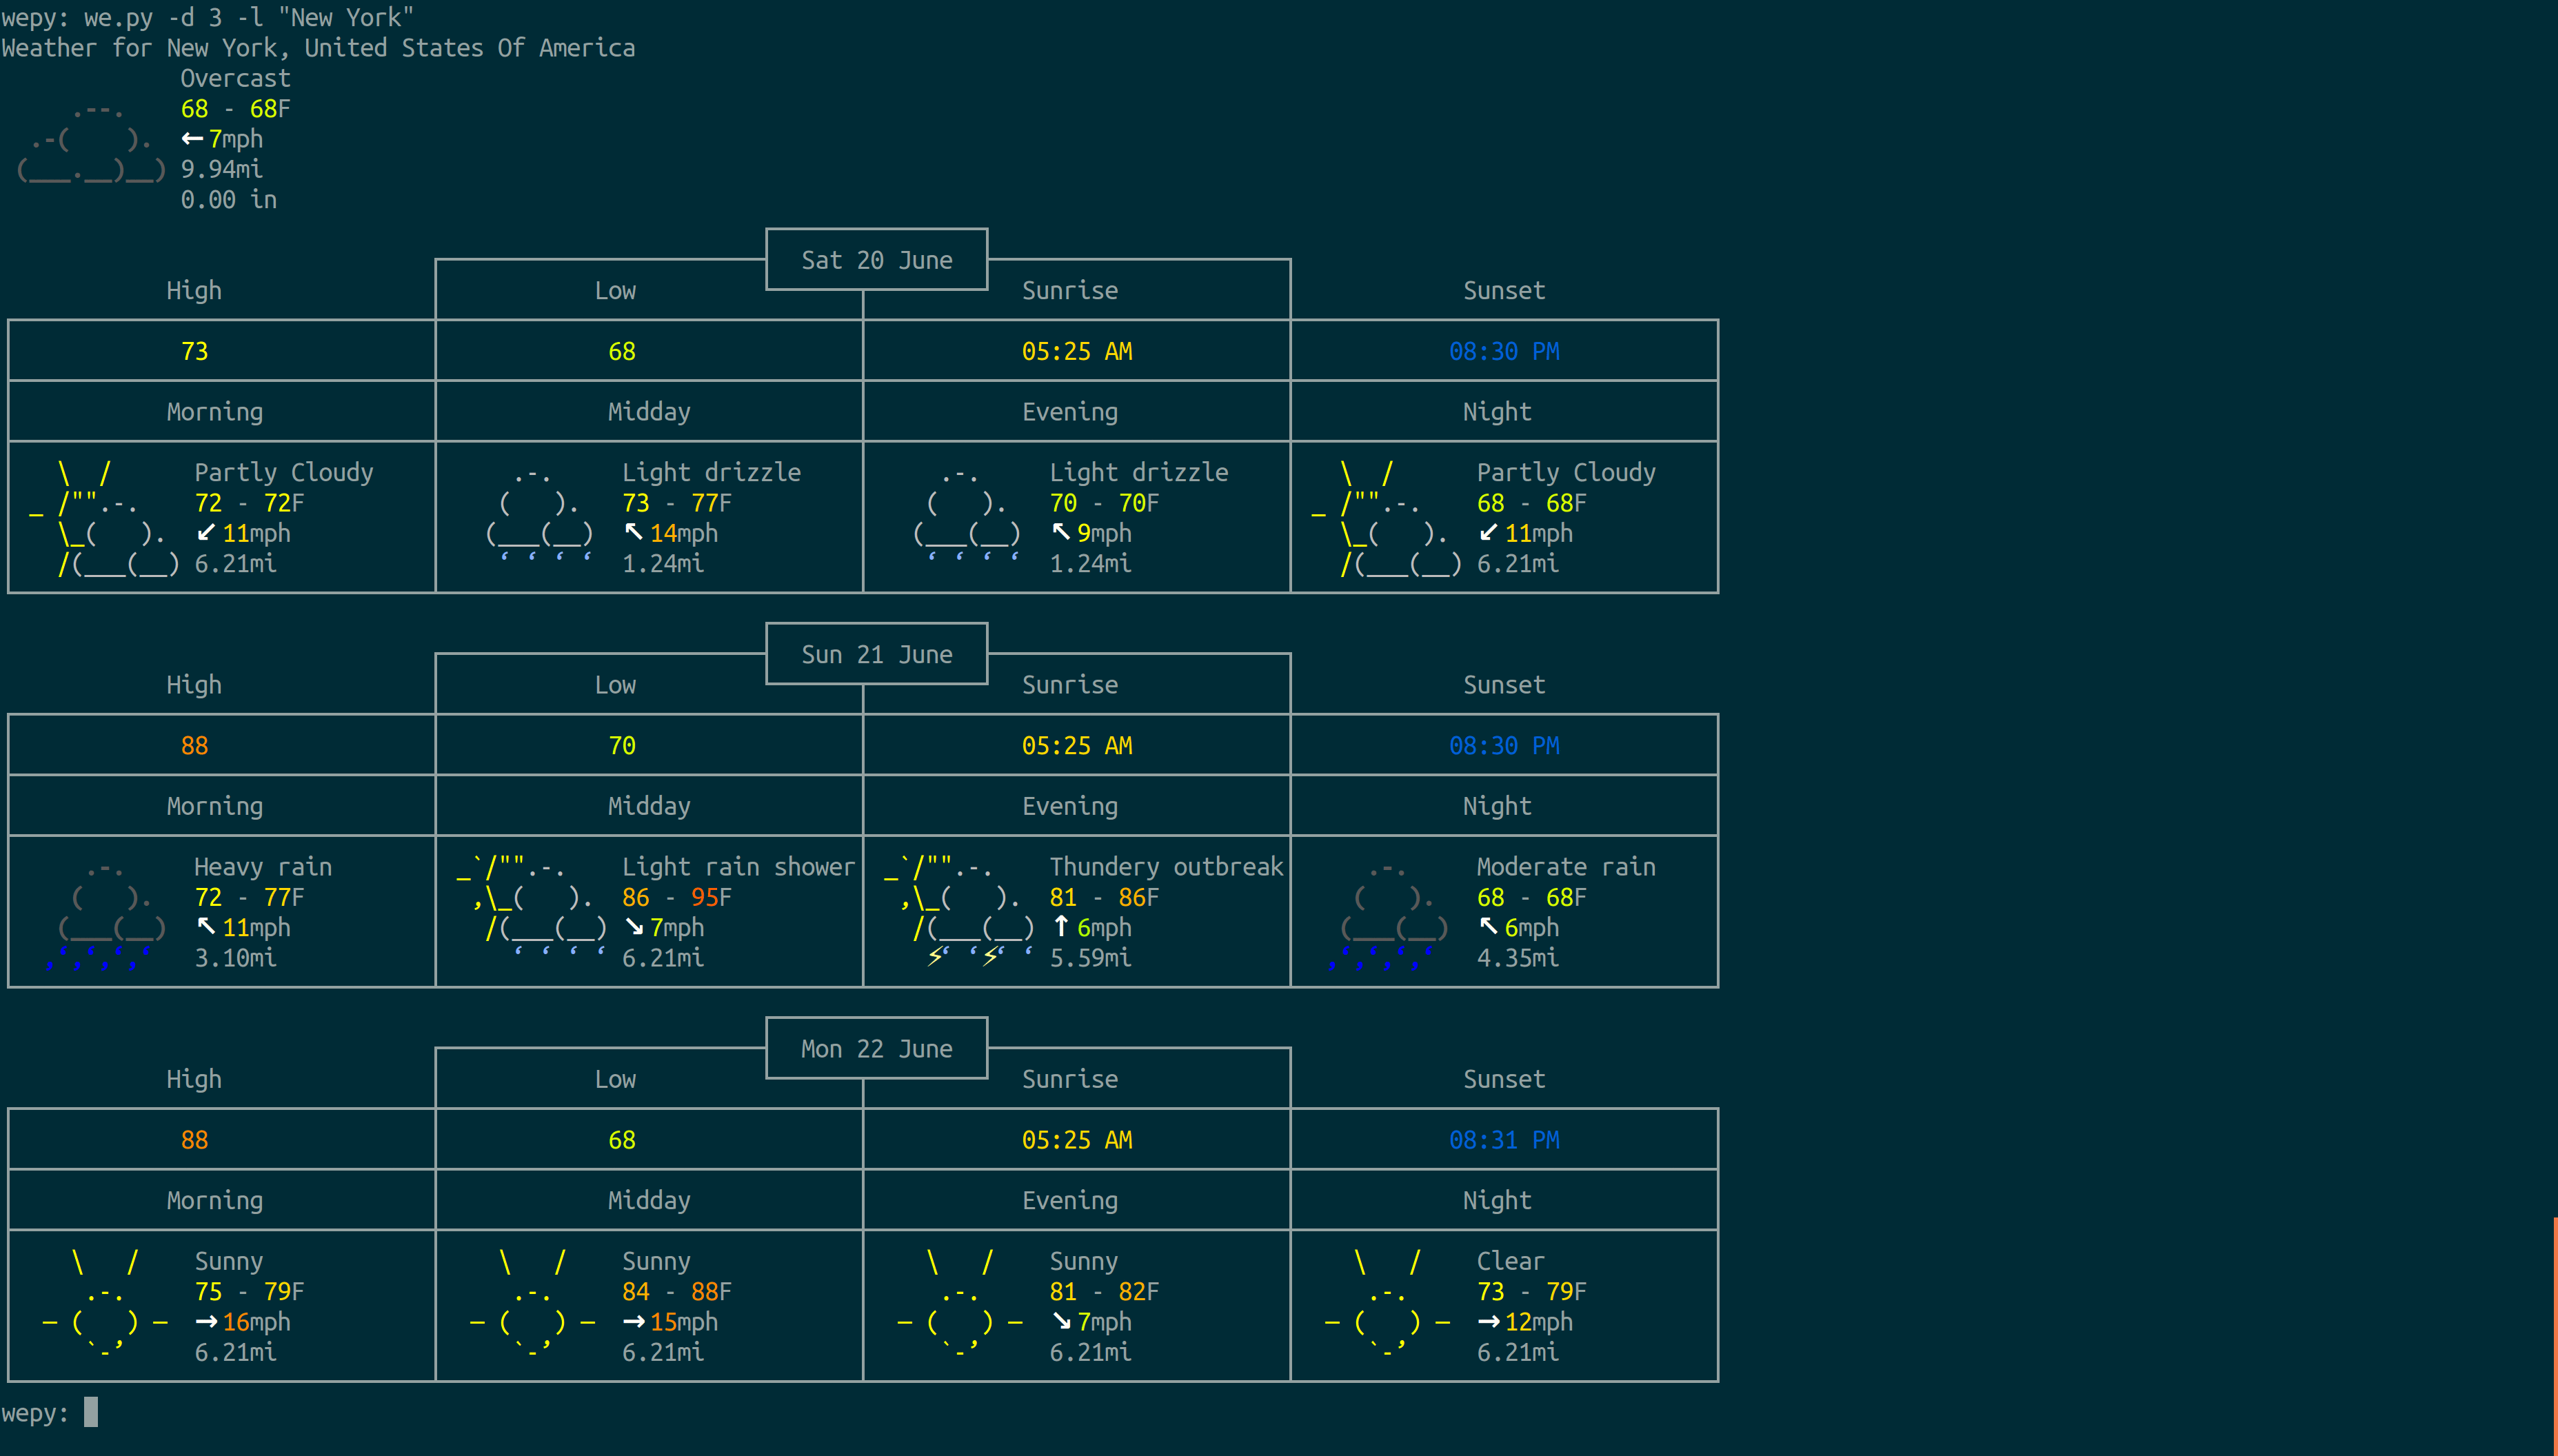 wepy: we.py -d 3 -l "New York"
Weather for New York, United States Of America
Overcast
68 - 68F
← 7mph
9.94mi
0.00 in
Sat 20 June
High Low Sunrise Sunset
73 68 05:25 AM 08:30 PM
Morning Midday Evening Night
Partly Cloudy Light drizzle Light drizzle Partly Cloudy
72 - 72F 73 - 77F 70 - 70F 68 - 68F
↙ 11mph ↖ 14mph ↖ 9mph ↙ 11mph
6.21mi 1.24mi 1.24mi 6.21mi
Sun 21 June
High Low Sunrise Sunset
88 70 05:25 AM 08:30 PM
Morning Midday Evening Night
Heavy rain Light rain shower Thundery outbreak Moderate rain
72 - 77F 86 - 95F 81 - 86F 68 - 68F
↖ 11mph ↘ 7mph ↑ 6mph ↖ 6mph
3.10mi 6.21mi 5.59mi 4.35mi
Mon 22 June
High Low Sunrise Sunset
88 68 05:25 AM 08:31 PM
Morning Midday Evening Night
Sunny Sunny Sunny Clear
75 - 79F 84 - 88F 81 - 82F 73 - 79F
→ 16mph → 15mph ↘ 7mph → 12mph
6.21mi 6.21mi 6.21mi 6.21mi
wepy: